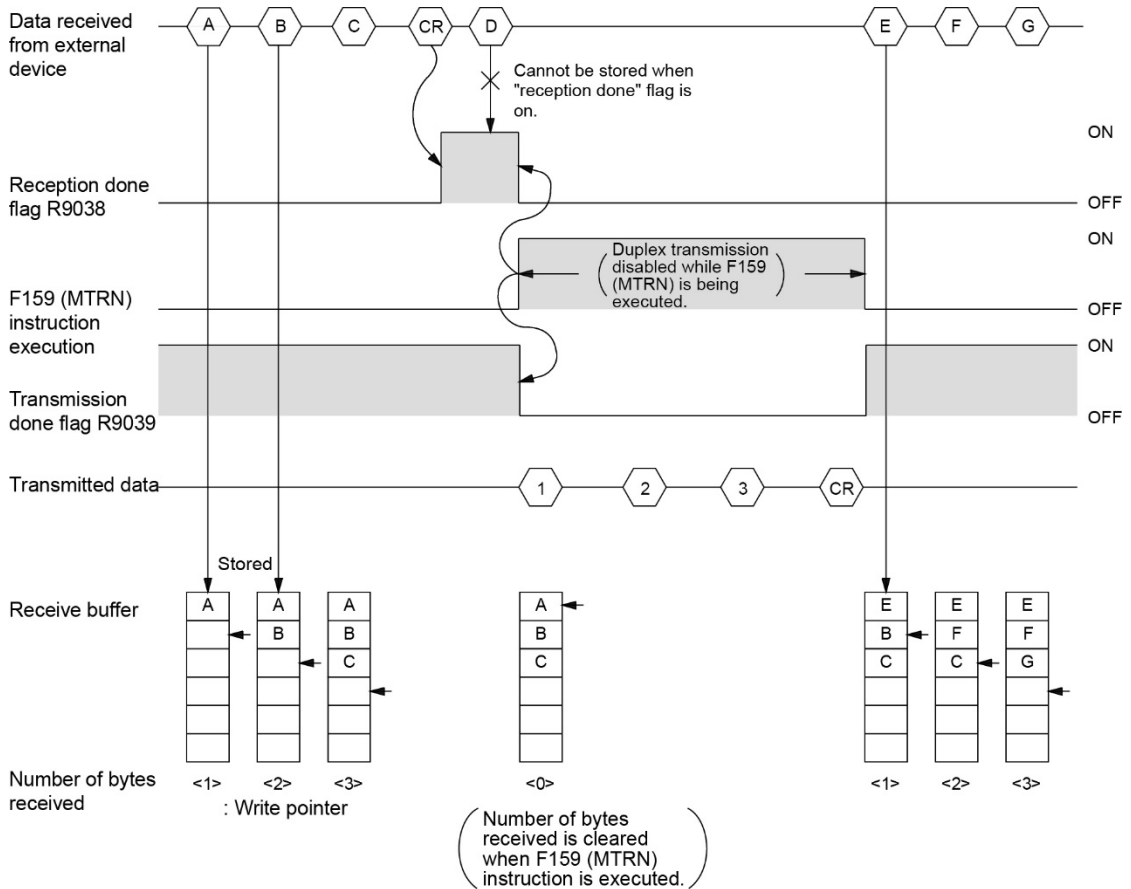 Data received
from external
device
A B C CR D E F G
Cannot be stored when
"reception done" flag is
on.
ON
Reception done
flag R9038
OFF
ON
Duplex transmission
disabled while F159
(MTRN) is being
executed.
F159 (MTRN)
instruction
execution
OFF
ON
Transmission
done flag R9039
OFF
Transmitted data
1 2 3 CR
Stored
Receive buffer
A A A A E E E
B B B B F F
C C C C G
Number of bytes
received
<1> <2> <3> <0> <1> <2> <3>
: Write pointer
Number of bytes
received is cleared
when F159 (MTRN)
instruction is executed.